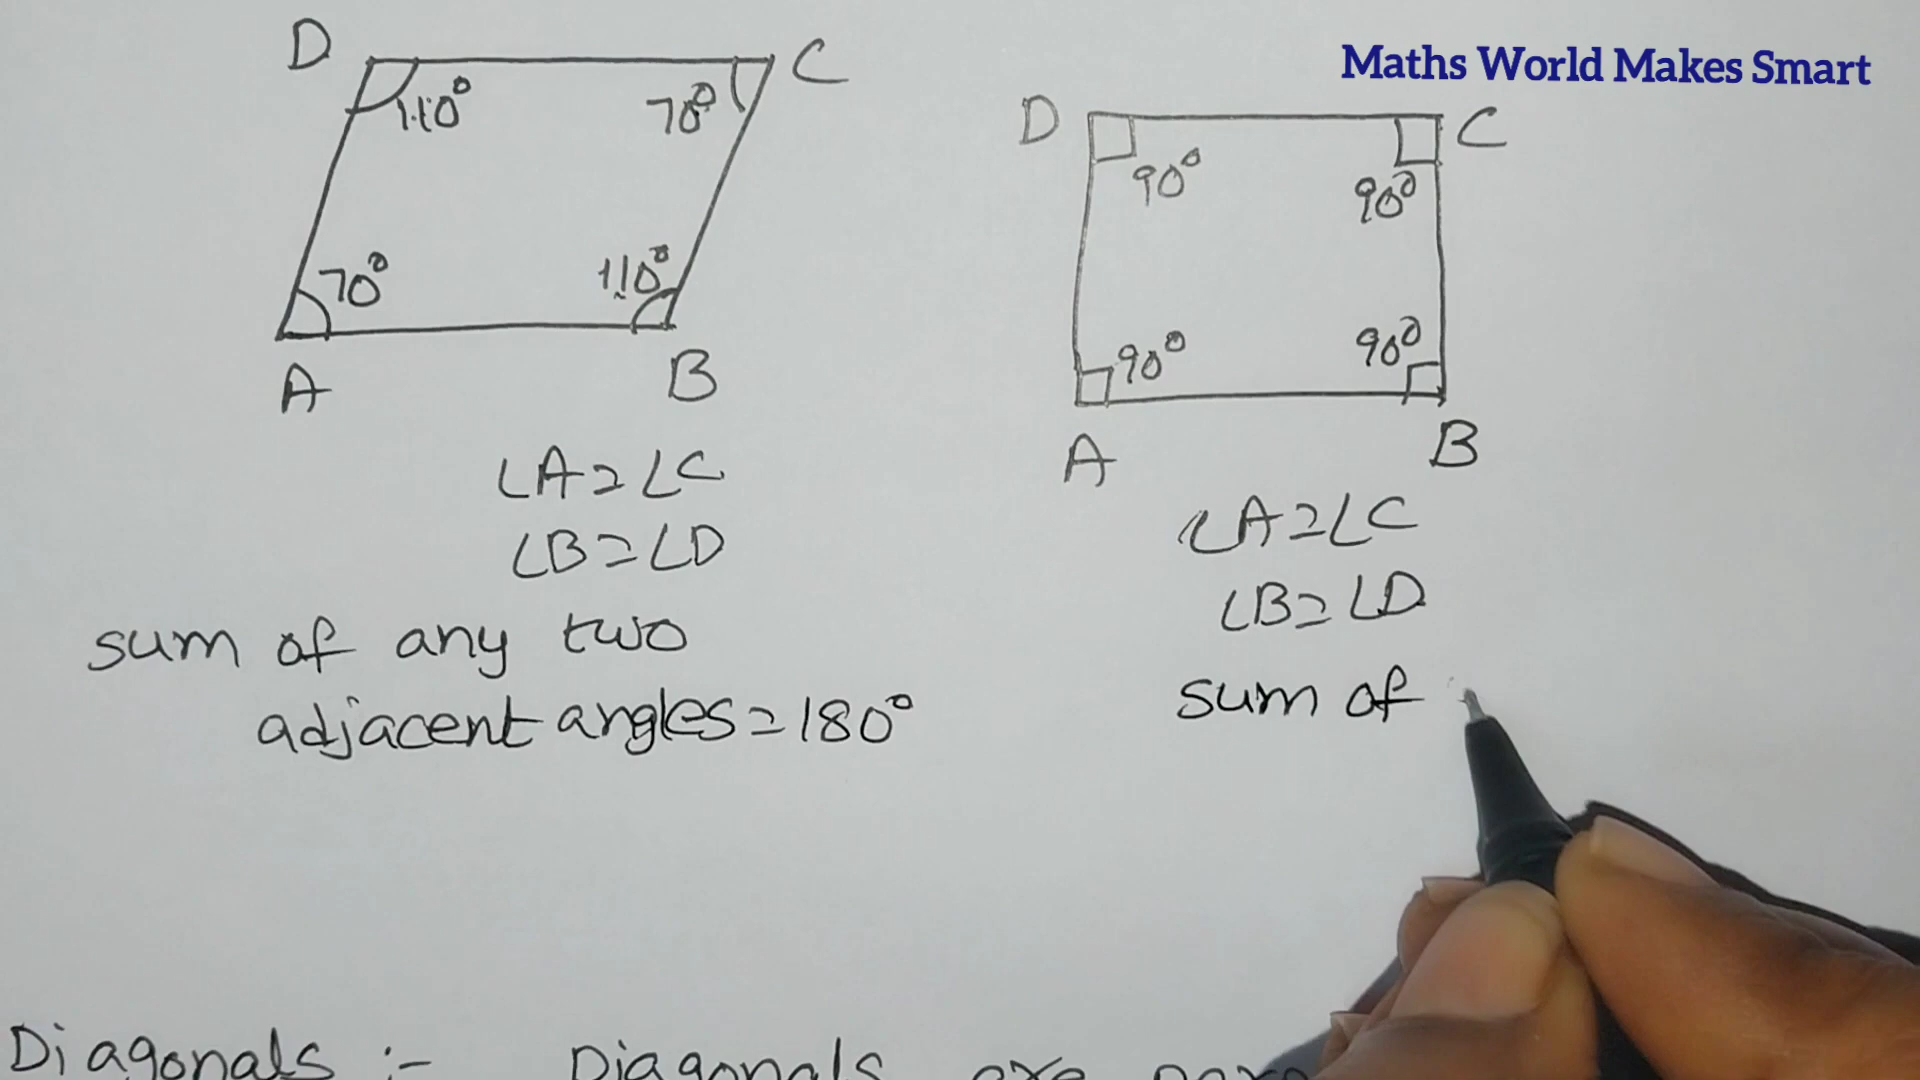 Maths World Makes Smart
D
C
110°
70°
70°
110°
A
B
∠A=∠C
∠B=∠D
sum of any two
adjacent angles=180°
D
C
90°
90°
90°
90°
A
B
∠A=∠C
∠B=∠D
sum of
Diagonals :- Diagonals are